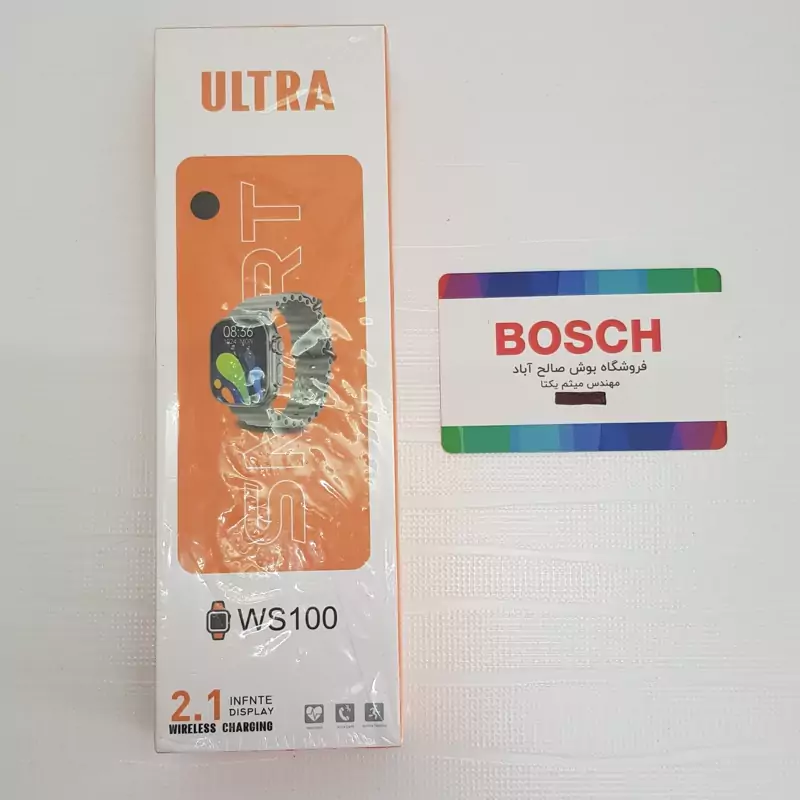 ULTRA
SMART
08:36
WS100
2.1 INFNTE
DISPLAY
WIRELESS CHARGING
BOSCH
فروشگاه بوش صالح آباد
مهندس میثم یکتا